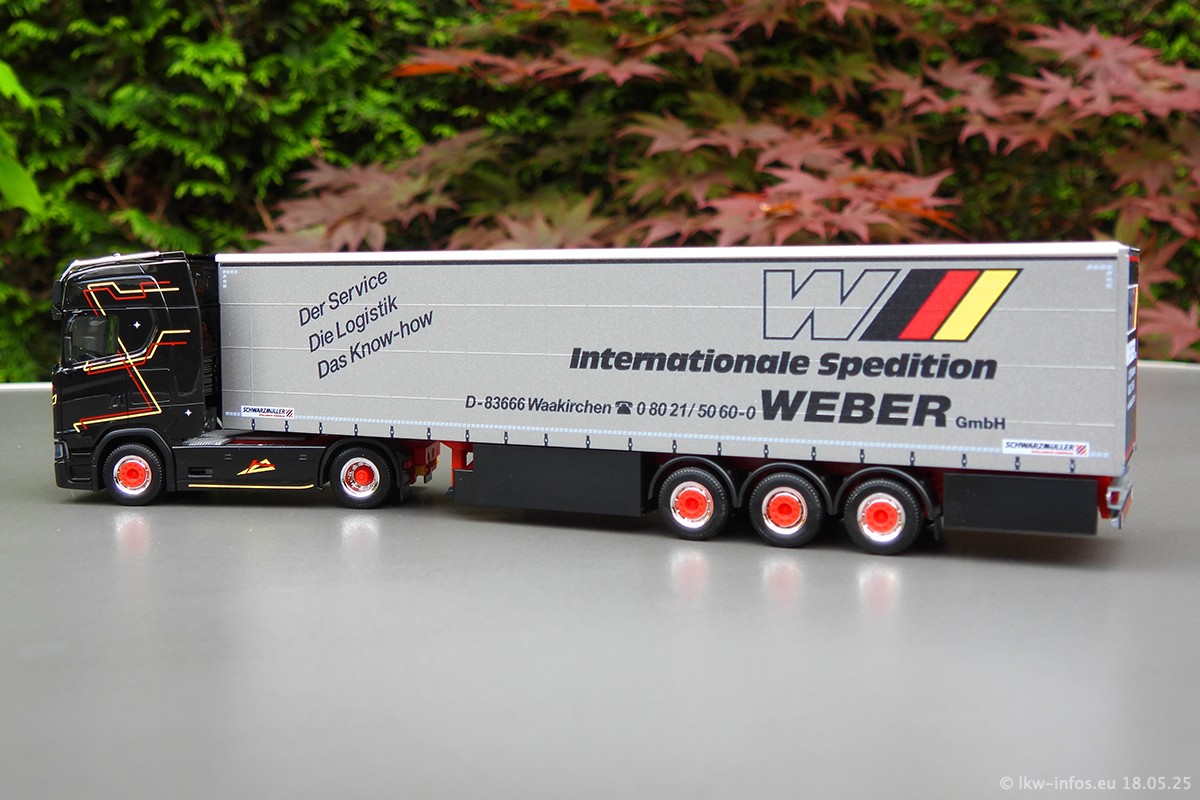 Der Service
Die Logistik
Das Know-how
W
Internationale Spedition
D-83666 Waakirchen ☎ 0 80 21 / 50 60-0 WEBER GmbH
SCHWARZMÜLLER
SCHWARZMÜLLER
© lkw-infos.eu 18.05.25